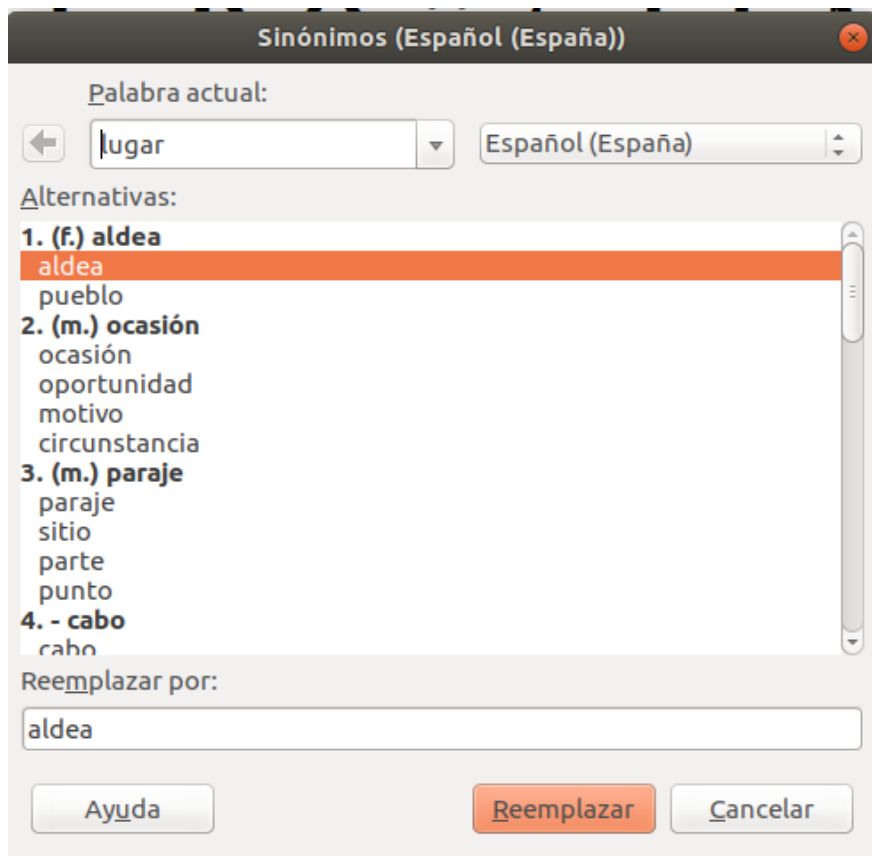 Sinónimos (Español (España))
Palabra actual:
lugar
Español (España)
Alternativas:
1. (f.) aldea
aldea
pueblo
2. (m.) ocasión
ocasión
oportunidad
motivo
circunstancia
3. (m.) paraje
paraje
sitio
parte
punto
4. - cabo
cabo
Reemplazar por:
aldea
Ayuda Reemplazar Cancelar